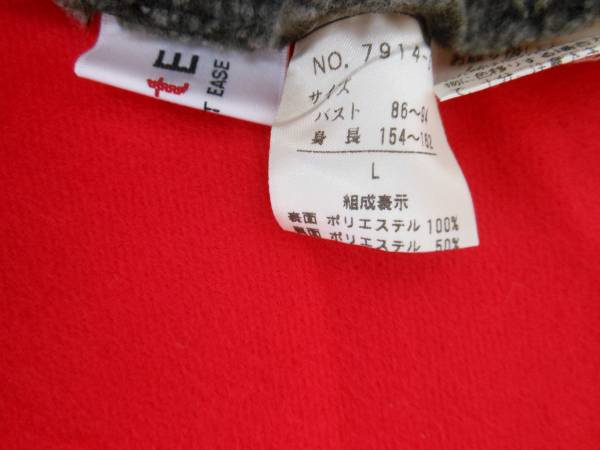 E
T EASE
NO. 7914-
サイズ
バスト 86~94
身長 154~162
L
組成表示
表面 ポリエステル 100%
裏面 ポリエステル 50%